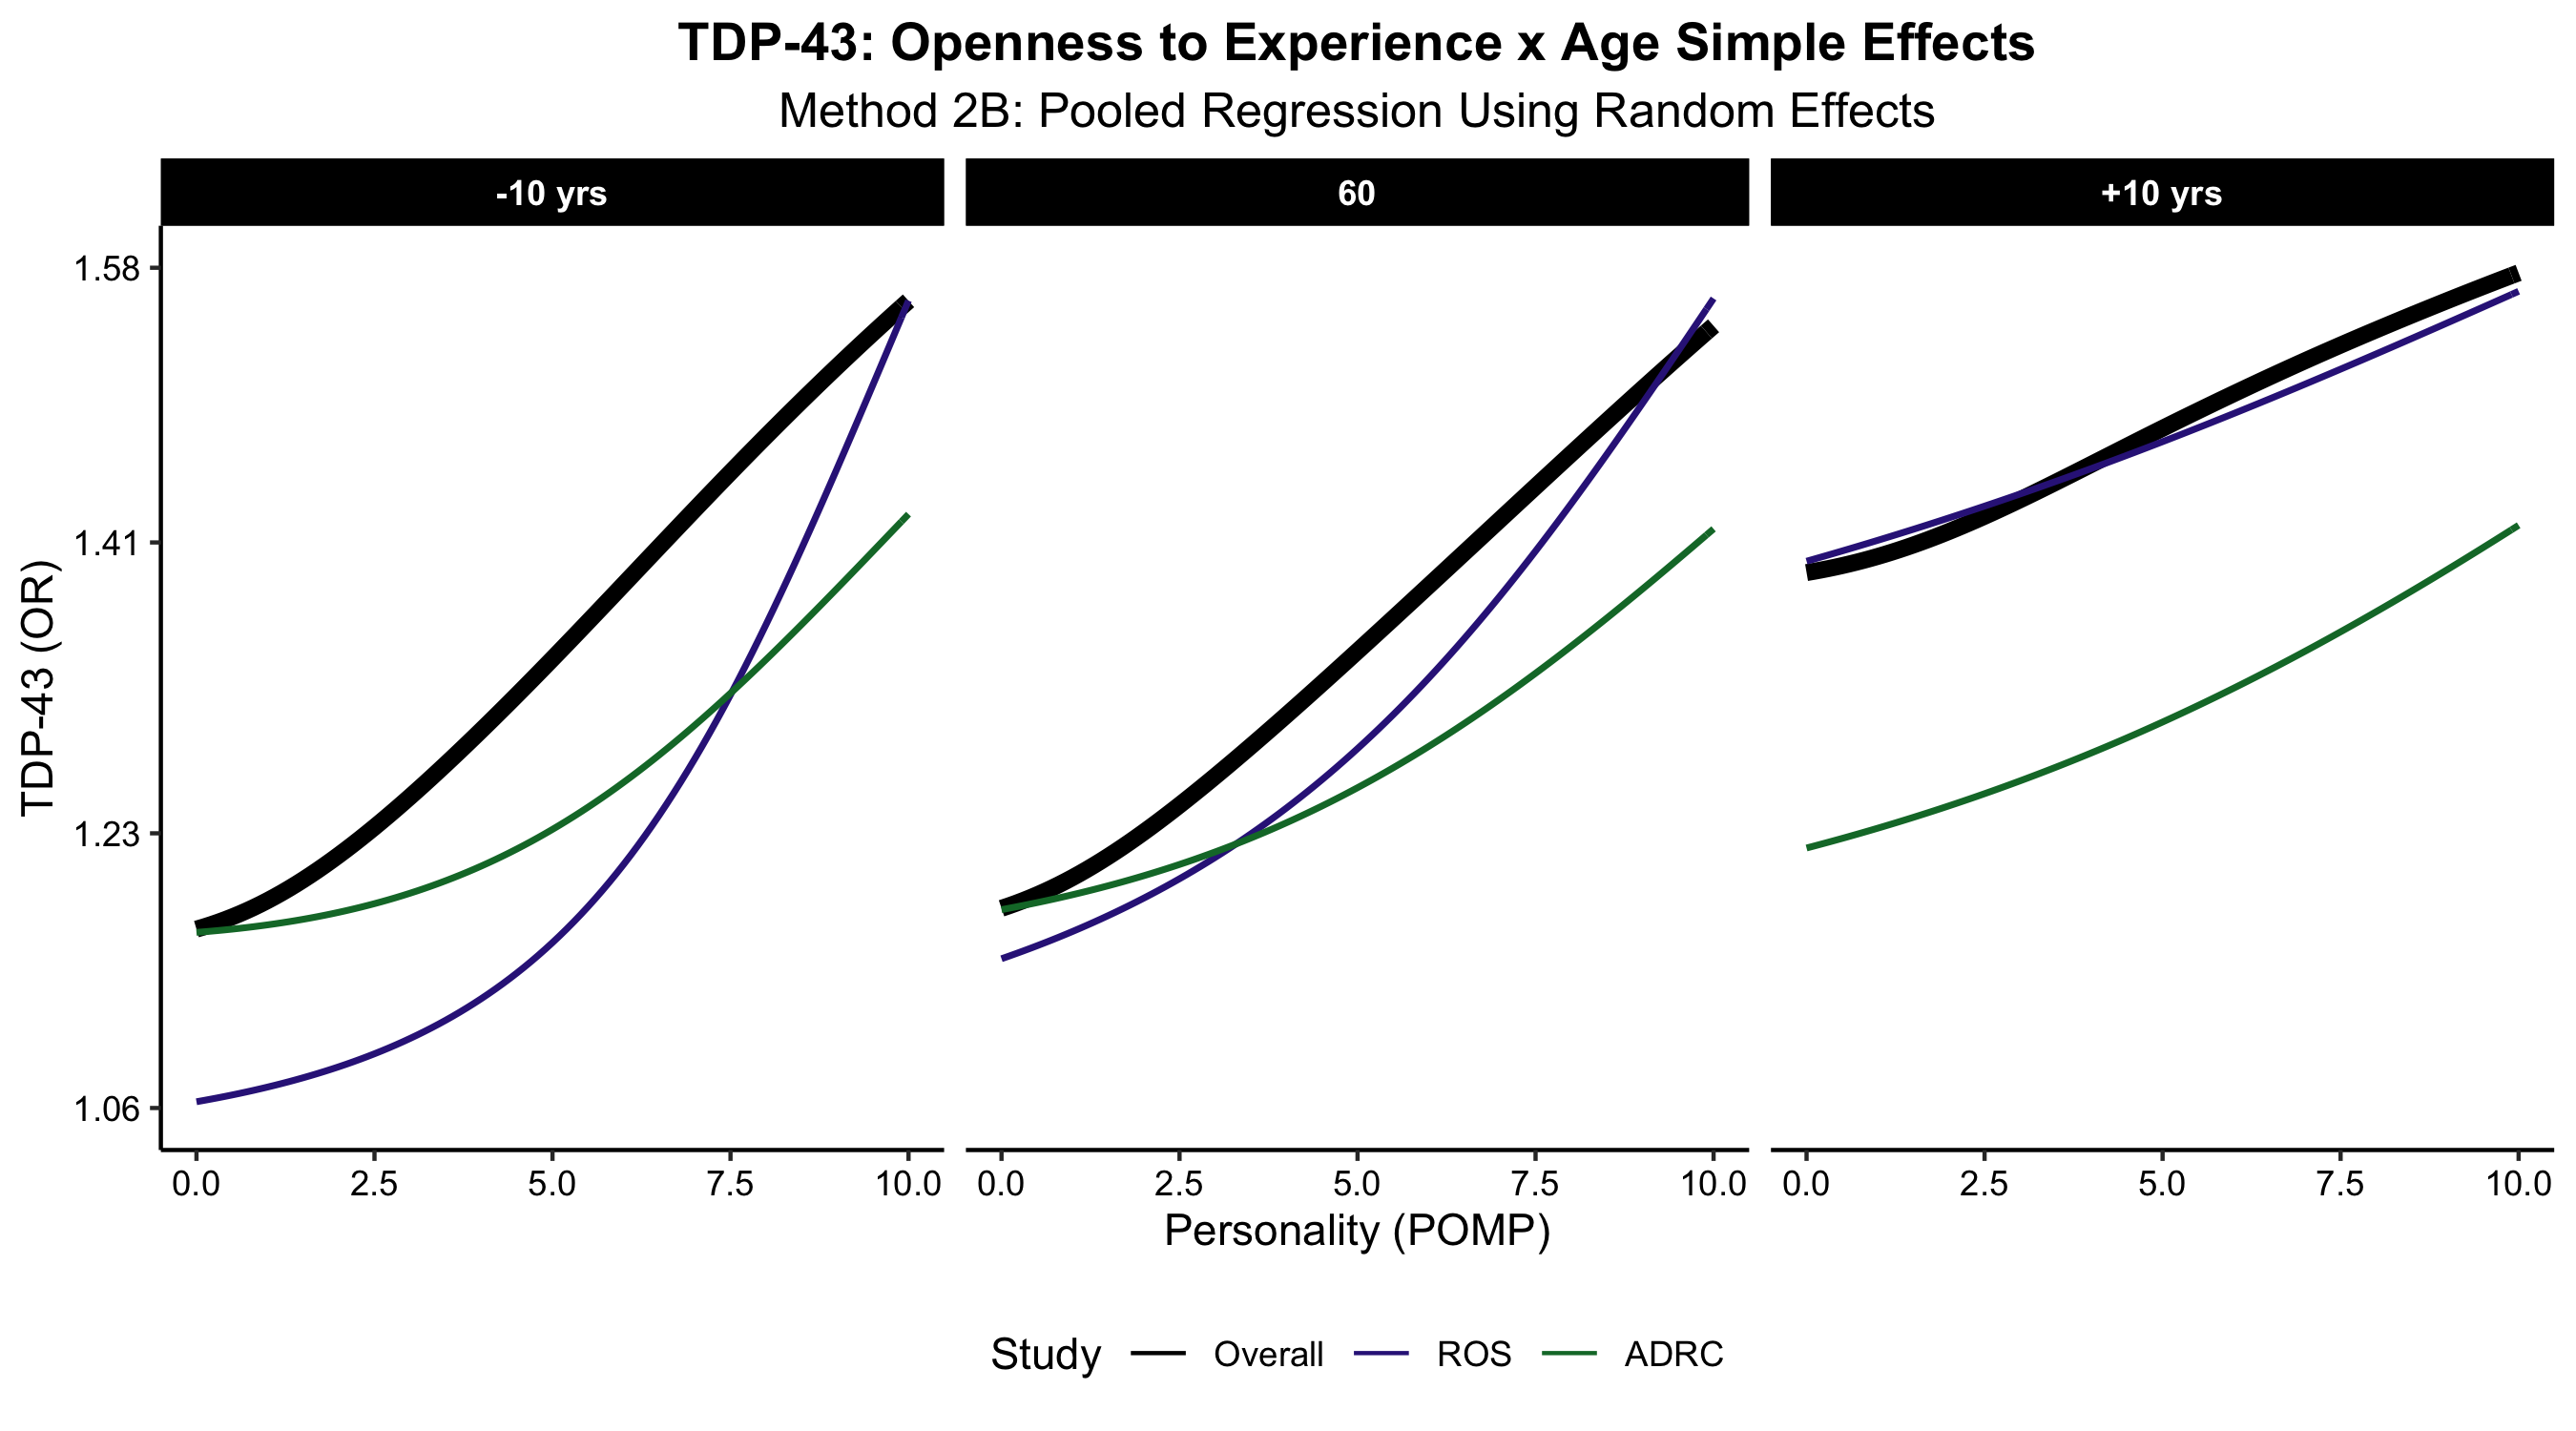 TDP-43: Openness to Experience x Age Simple Effects
Method 2B: Pooled Regression Using Random Effects
-10 yrs 60 +10 yrs
TDP-43 (OR)
1.58
1.41
1.23
1.06
0.0 2.5 5.0 7.5 10.0 0.0 2.5 5.0 7.5 10.0 0.0 2.5 5.0 7.5 10.0
Personality (POMP)
Study Overall ROS ADRC